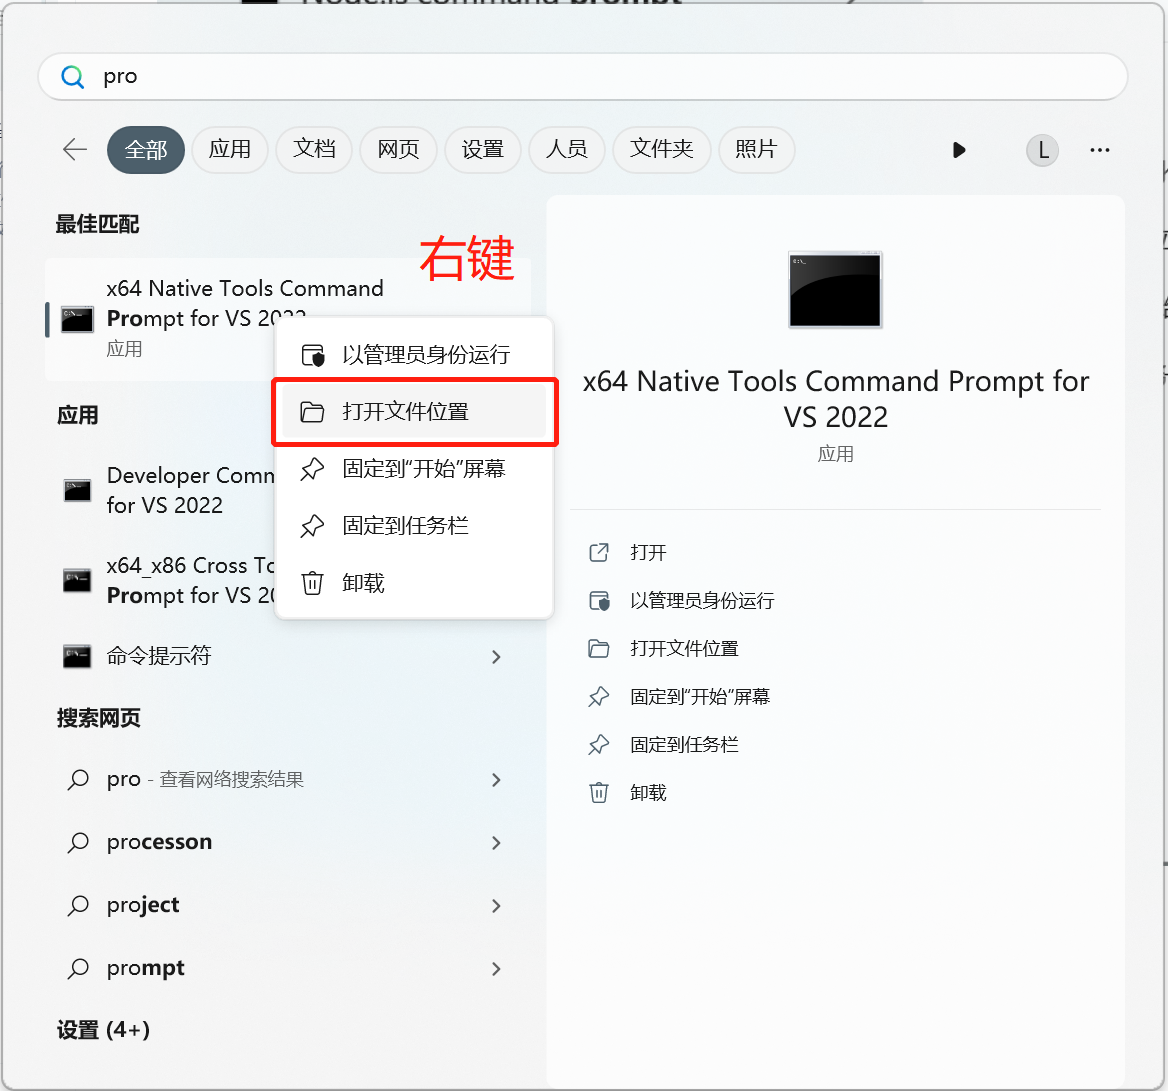 Node.js command prompt
pro
全部
应用
文档
网页
设置
人员
文件夹
照片
L
最佳匹配
右键
x64 Native Tools Command
Prompt for VS 2022
应用
以管理员身份运行
打开文件位置
固定到“开始”屏幕
固定到任务栏
卸载
应用
Developer Comm
for VS 2022
x64_x86 Cross To
Prompt for VS 20
命令提示符
搜索网页
pro - 查看网络搜索结果
processon
project
prompt
设置 (4+)
x64 Native Tools Command Prompt for
VS 2022
应用
打开
以管理员身份运行
打开文件位置
固定到“开始”屏幕
固定到任务栏
卸载